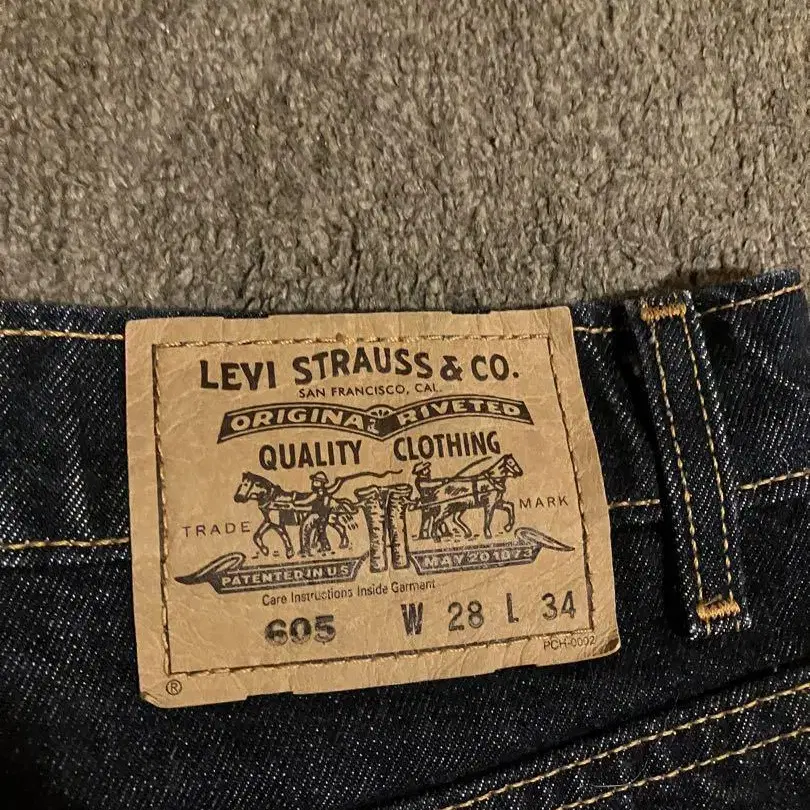 LEVI STRAUSS & CO.
SAN FRANCISCO, CAL.
ORIGINAL RIVETED
QUALITY CLOTHING
TRADE MARK
PATENTED IN U.S. MAY 20 1873
Care Instructions Inside Garment
605 W 28 L 34
PCH-0002
®